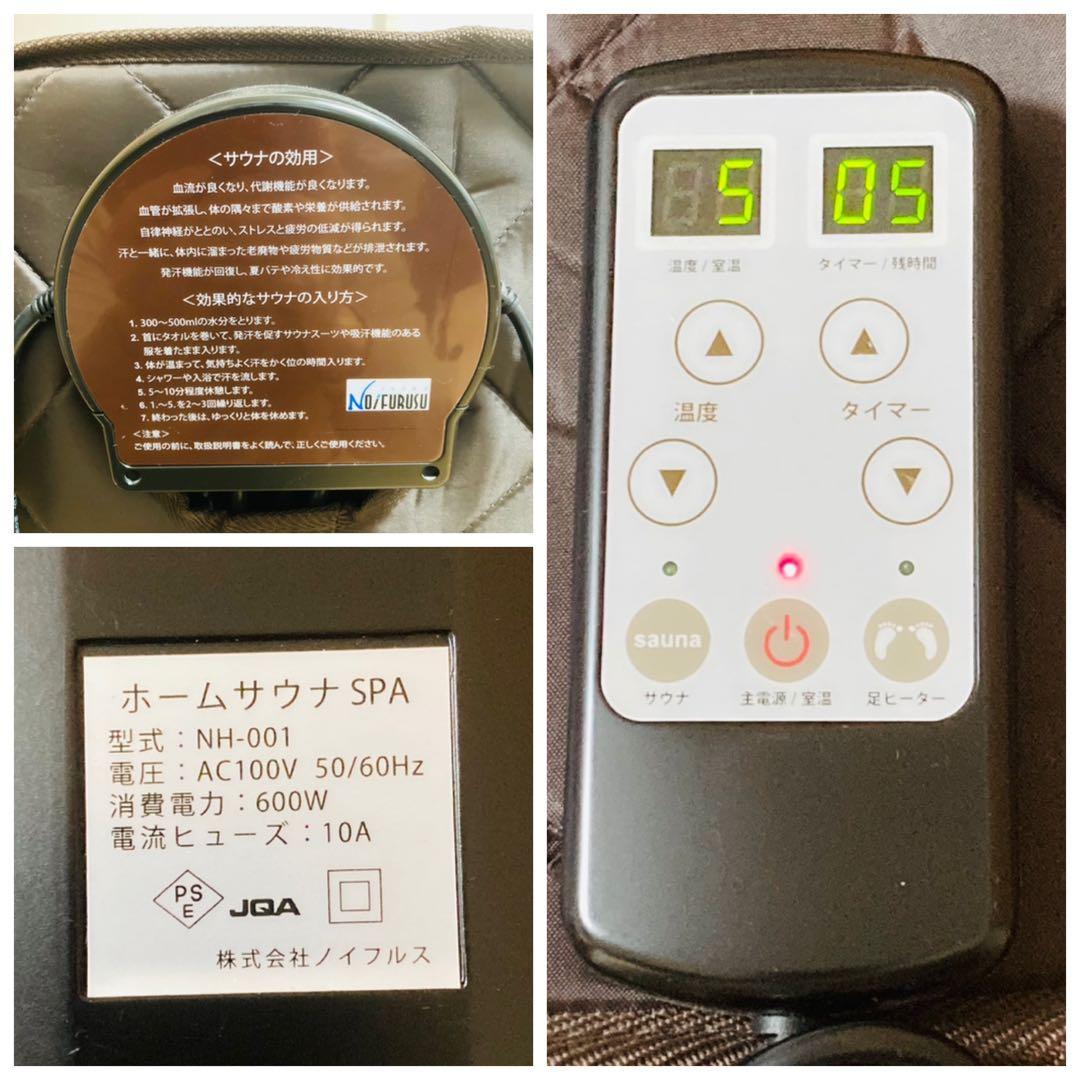 <サウナの効用>
血流が良くなり、代謝機能が良くなります。
血管が拡張し、体の隅々まで酸素や栄養が供給されます。
自律神経がととのい、ストレスと疲労の低減が得られます。
汗と一緒に、体内に溜まった老廃物や疲労物質などが排泄されます。
発汗機能が回復し、夏バテや冷え性に効果的です。
<効果的なサウナの入り方>
1. 300～500mlの水分をとります。
2. 首にタオルを巻いて、発汗を促すサウナスーツや吸汗機能のある
服を着たまま入ります。
3. 体が温まって、気持ちよく汗をかく位の時間入ります。
4. シャワーや入浴で汗を流します。
5. 5～10分程度休憩します。
6. 1.～5.を2～3回繰り返します。
7. 終わった後は、ゆっくりと体を休めます。
NOIFURUSU
<注意>
ご使用の前に、取扱説明書をよく読んで、正しくご使用ください。
ホームサウナ SPA
型式：NH-001
電圧：AC100V 50/60Hz
消費電力：600W
電流ヒューズ：10A
PS
E
JQA
株式会社ノイフルス
5 05
温度/室温 タイマー/残時間
▲ ▲
温度 タイマー
▼ ▼
sauna
サウナ 主電源/室温 足ヒーター